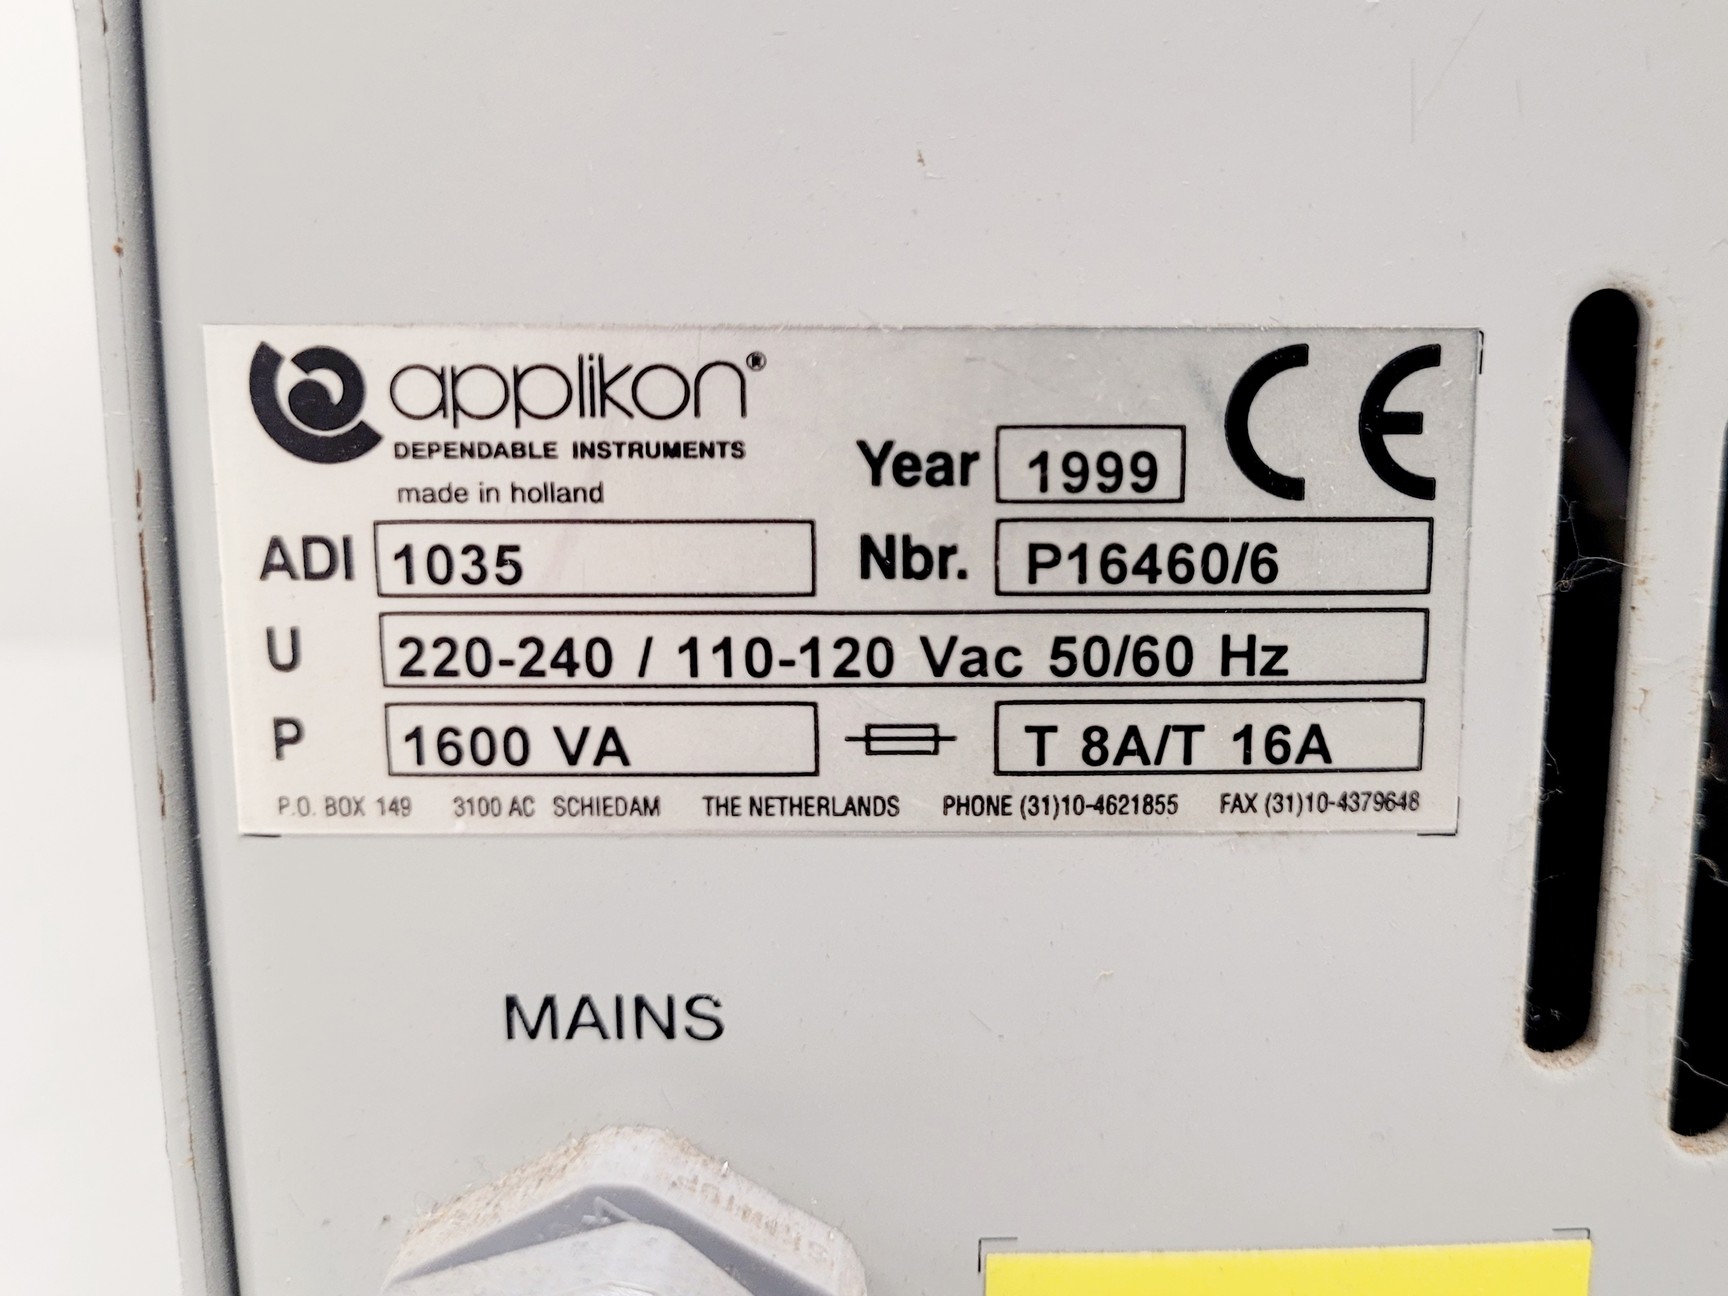 applikon®
DEPENDABLE INSTRUMENTS
made in holland
Year 1999
CE
ADI 1035
Nbr. P16460/6
U 220-240 / 110-120 Vac 50/60 Hz
P 1600 VA
T 8A/T 16A
P.O. BOX 149 3100 AC SCHIEDAM THE NETHERLANDS PHONE (31)10-4621855 FAX (31)10-4379648
MAINS